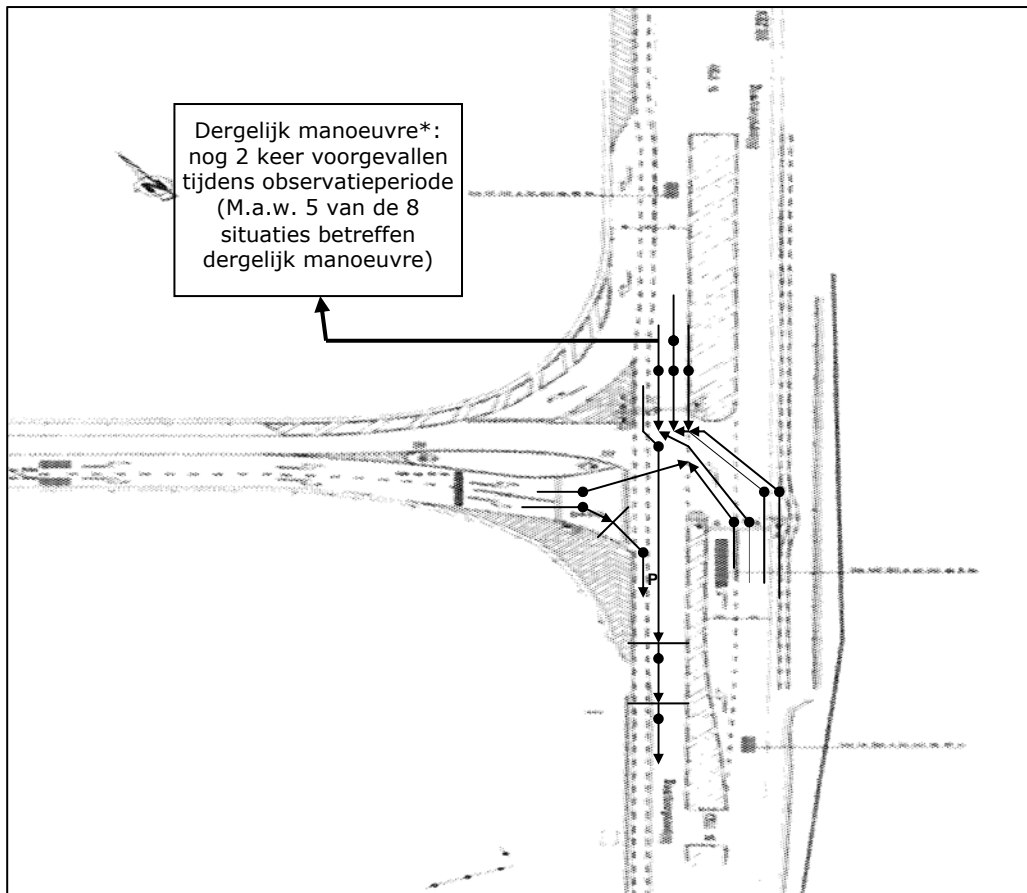 Dergelijk manoeuvre*:
nog 2 keer voorgevallen
tijdens observatieperiode
(M.a.w. 5 van de 8
situaties betreffen
dergelijk manoeuvre)
P